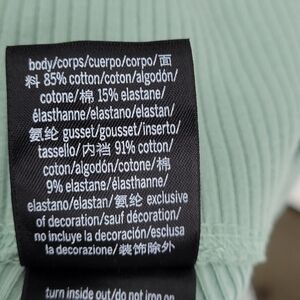 body/corps/cuerpo/corpo/面
料 85% cotton/coton/algodón/
cotone/棉 15% elastane/
élasthanne/elastano/elastan/
氨纶 gusset/gousset/inserto/
tassello/内裆 91% cotton/
coton/algodón/cotone/棉
9% elastane/élasthanne/
elastano/elastan/氨纶 exclusive
of decoration/sauf décoration/
no incluye la decoración/esclusa
la decorazione/装饰除外
turn inside out/do not iron on